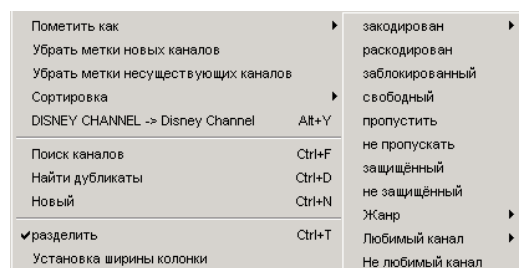 Пометить как
Убрать метки новых каналов
Убрать метки несуществующих каналов
Сортировка
DISNEY CHANNEL -> Disney Channel Alt+Y
Поиск каналов Ctrl+F
Найти дубликаты Ctrl+D
Новый Ctrl+N
разделить Ctrl+T
Установка ширины колонки
закодирован
раскодирован
заблокированный
свободный
пропустить
не пропускать
защищённый
не защищённый
Жанр
Любимый канал
Не любимый канал